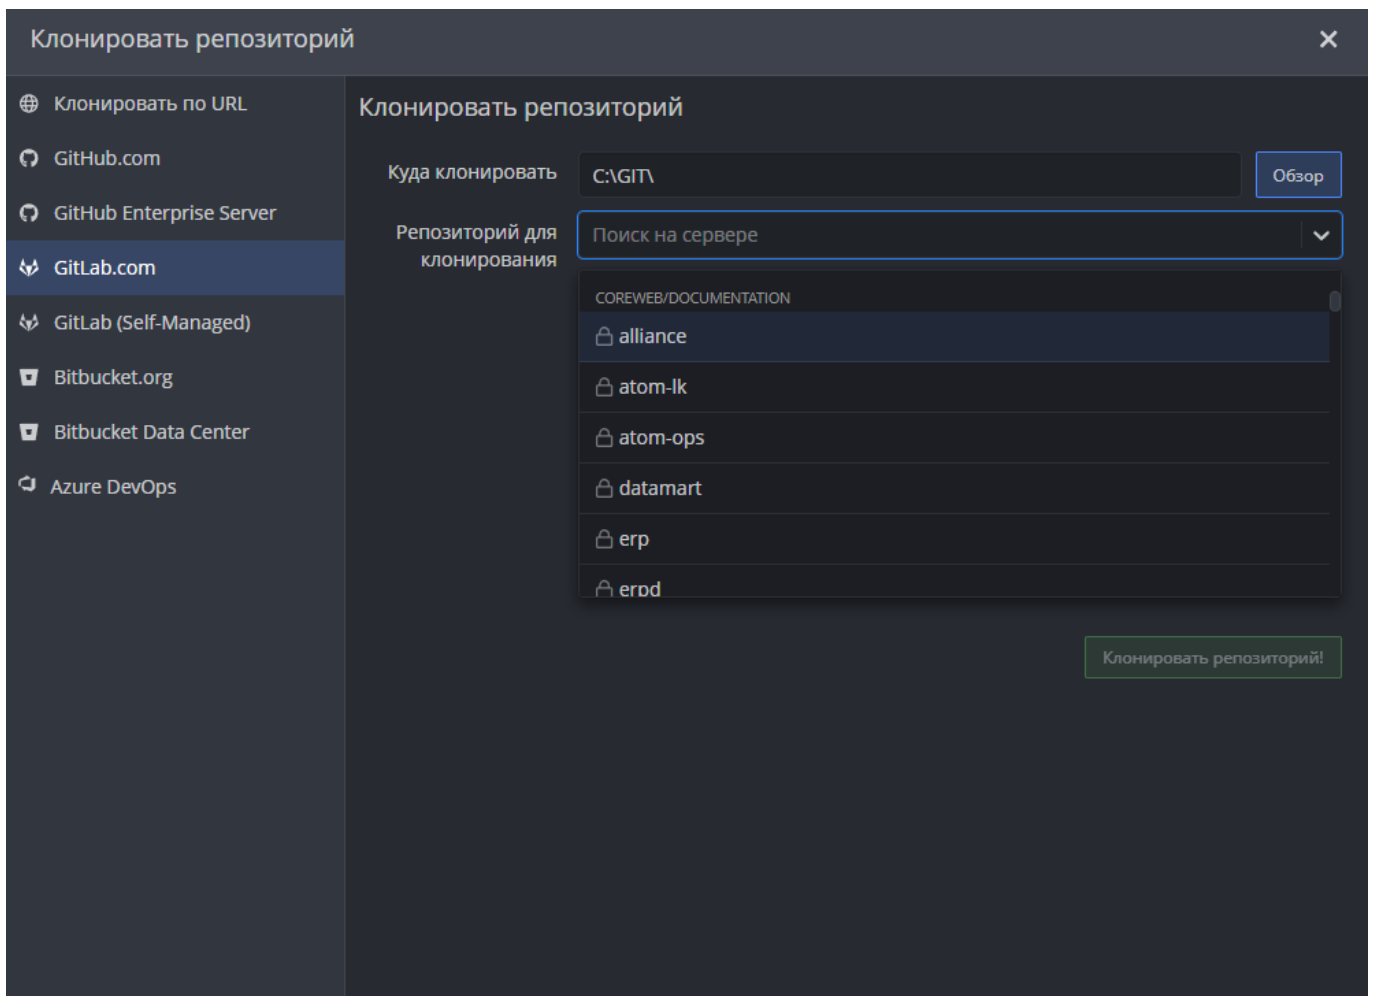 Клонировать репозиторий
Клонировать по URL
GitHub.com
GitHub Enterprise Server
GitLab.com
GitLab (Self-Managed)
Bitbucket.org
Bitbucket Data Center
Azure DevOps
Клонировать репозиторий
Куда клонировать
C:\GIT\
Обзор
Репозиторий для
клонирования
Поиск на сервере
COREWEB/DOCUMENTATION
alliance
atom-lk
atom-ops
datamart
erp
erpd
Клонировать репозиторий!